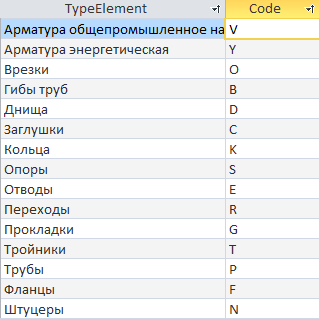 TypeElement Code
Арматура общепромышленное на V
Арматура энергетическая Y
Врезки O
Гибы труб B
Днища D
Заглушки C
Кольца K
Опоры S
Отводы E
Переходы R
Прокладки G
Тройники T
Трубы P
Фланцы F
Штуцеры N